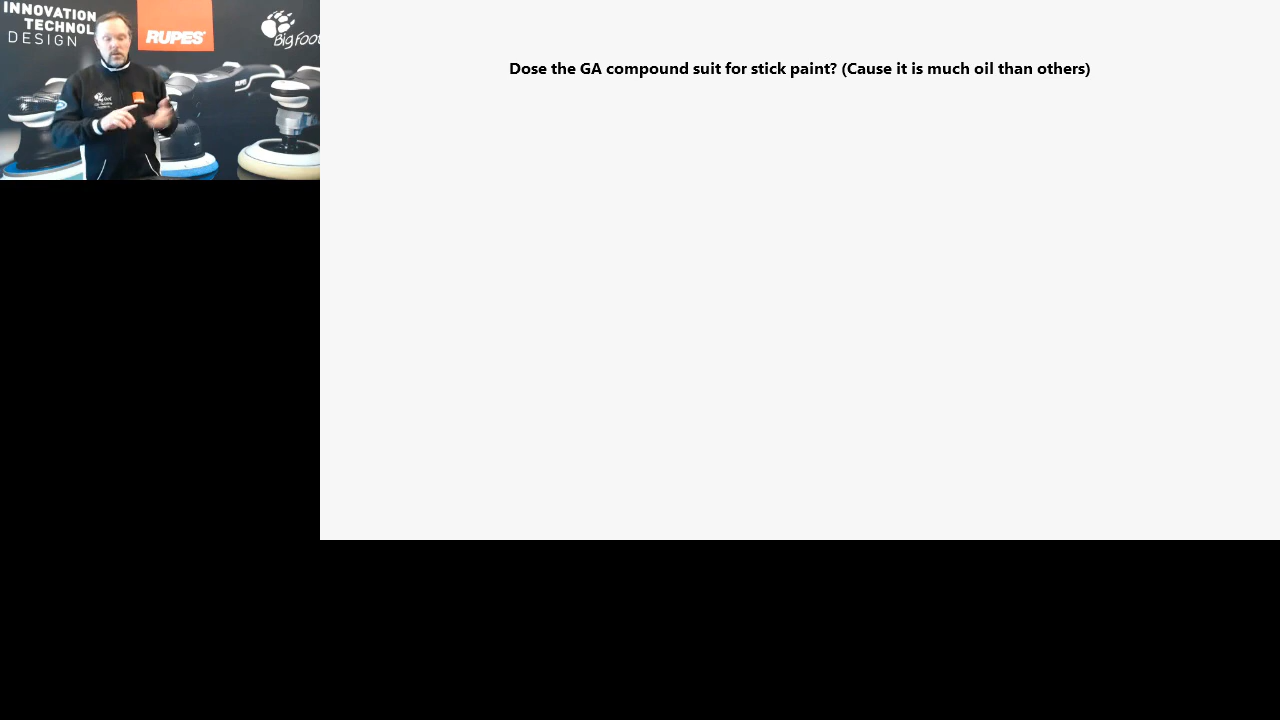 INNOVATION
TECHNOL
DESIGN
RUPES
BigFoot
Dose the GA compound suit for stick paint? (Cause it is much oil than others)